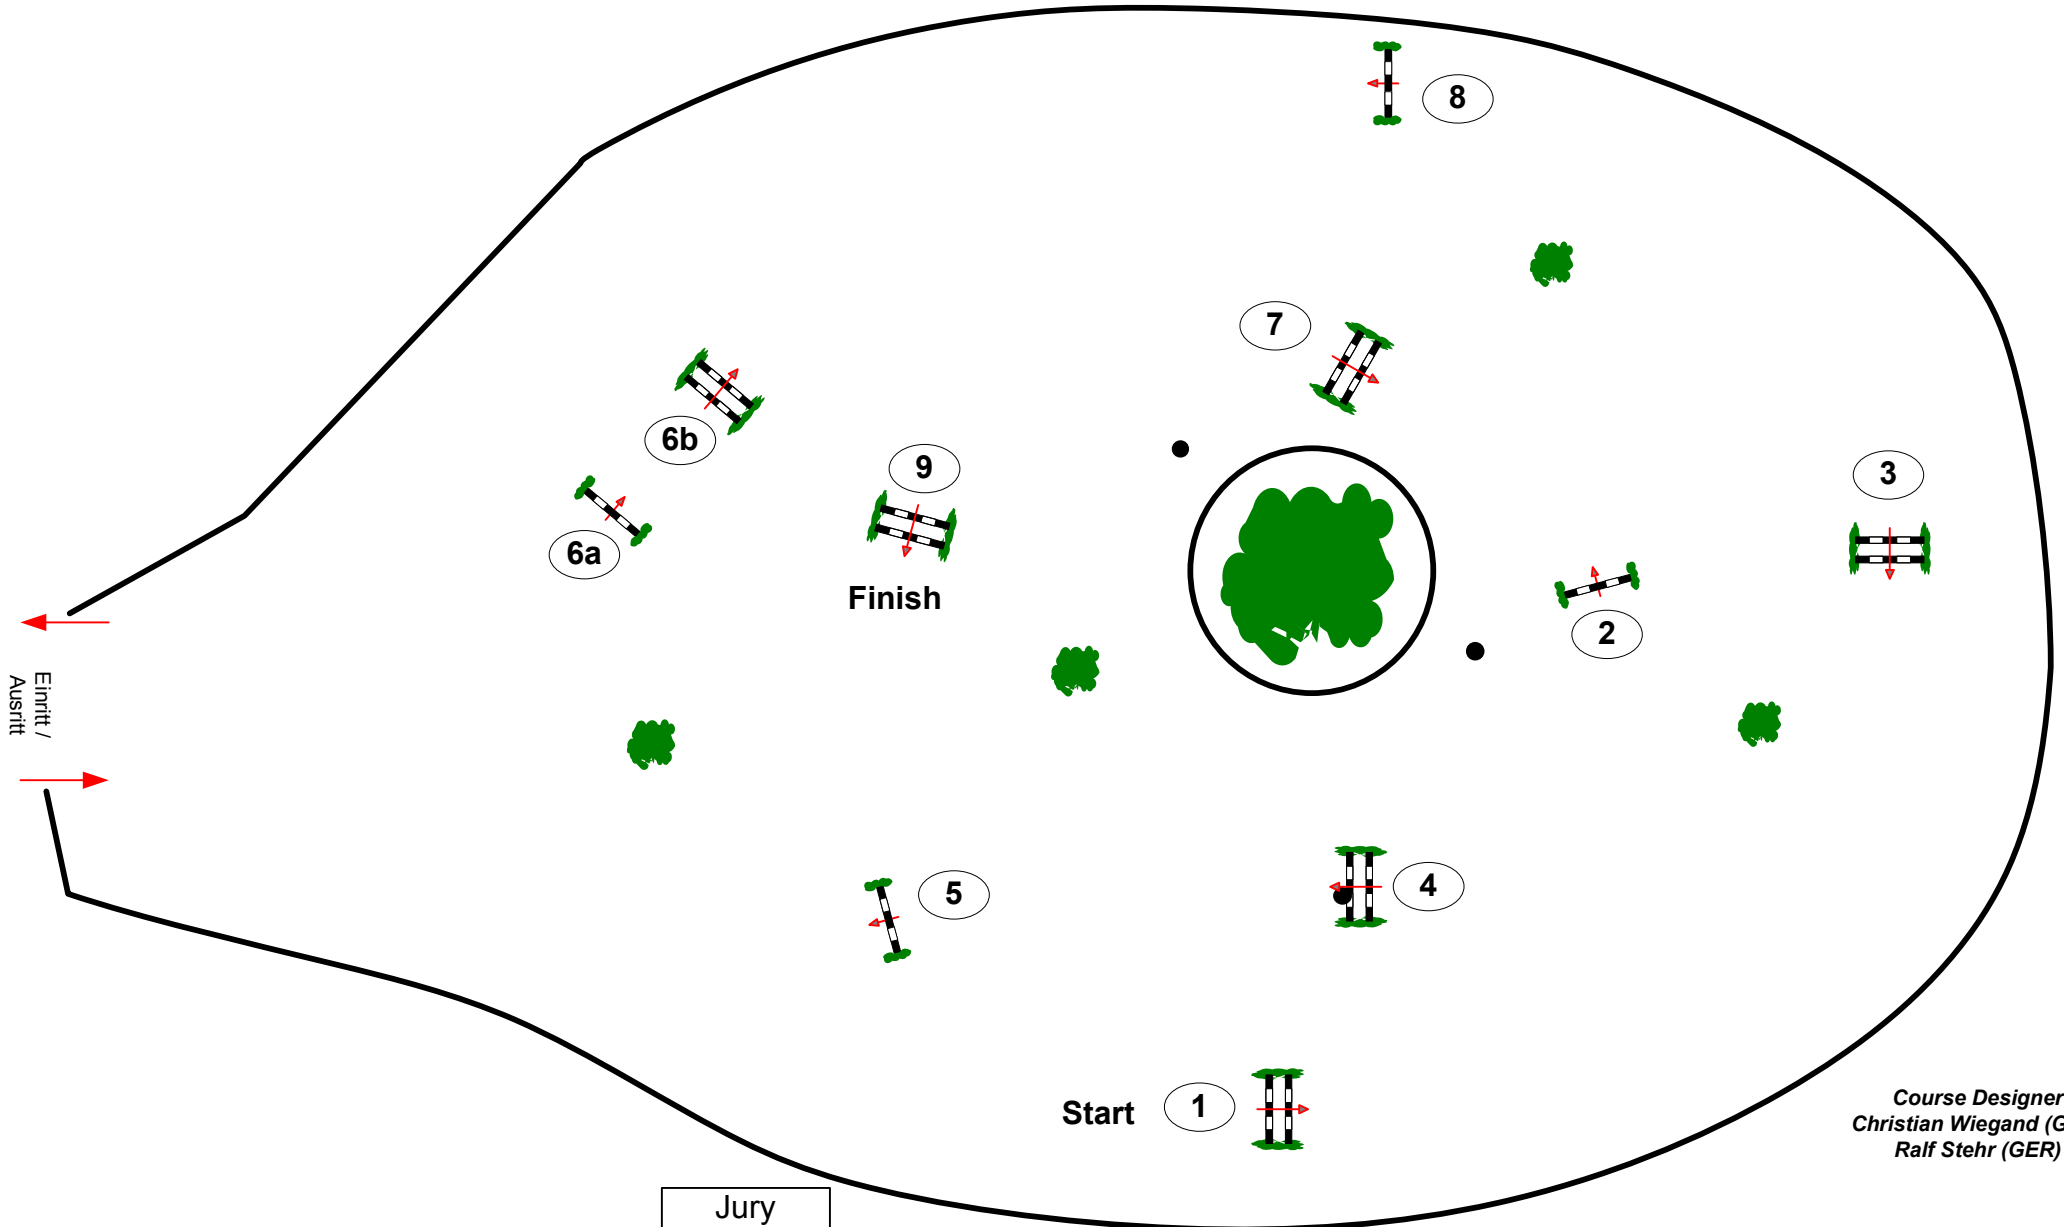 8
7
6b
9
3
6a
Finish
2
Einritt /
Ausritt
5
4
Start
1
Course Designer
Christian Wiegand (G
Ralf Stehr (GER)
Jury